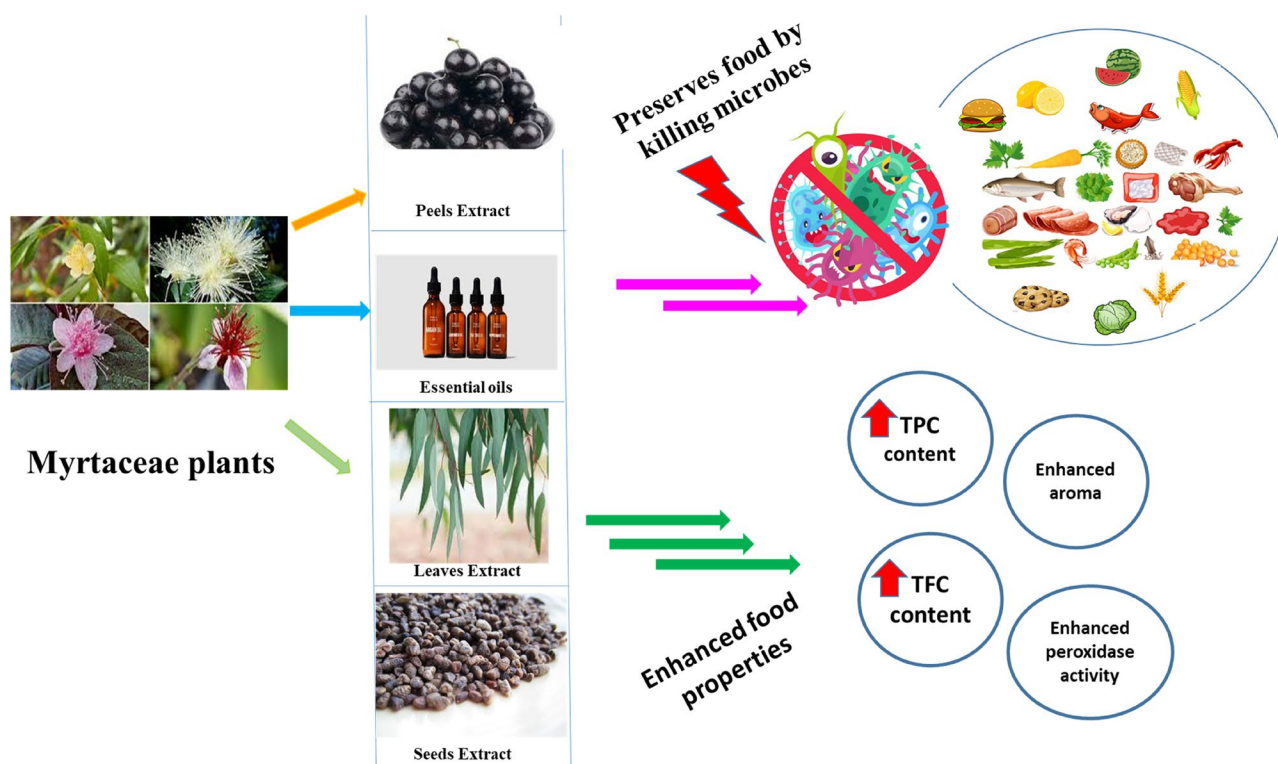 Myrtaceae plants
Peels Extract
Essential oils
Leaves Extract
Seeds Extract
Preserves food by
killing microbes
Enhanced food
properties
TPC
content
Enhanced
aroma
TFC
content
Enhanced
peroxidase
activity